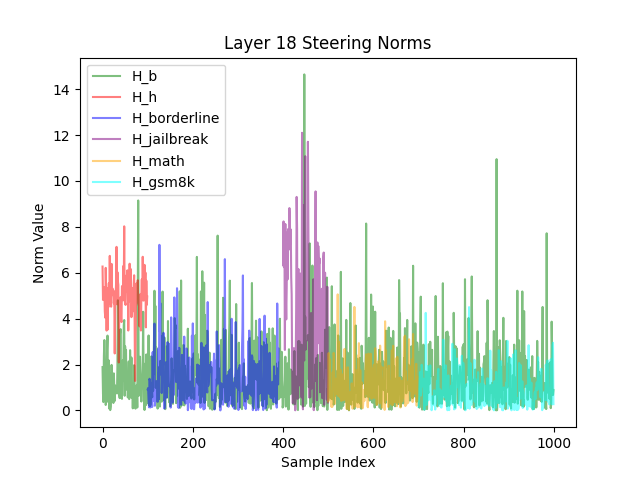 Layer 18 Steering Norms
H_b
H_h
H_borderline
H_jailbreak
H_math
H_gsm8k
Norm Value
14
12
10
8
6
4
2
0
0
200
400
600
800
1000
Sample Index